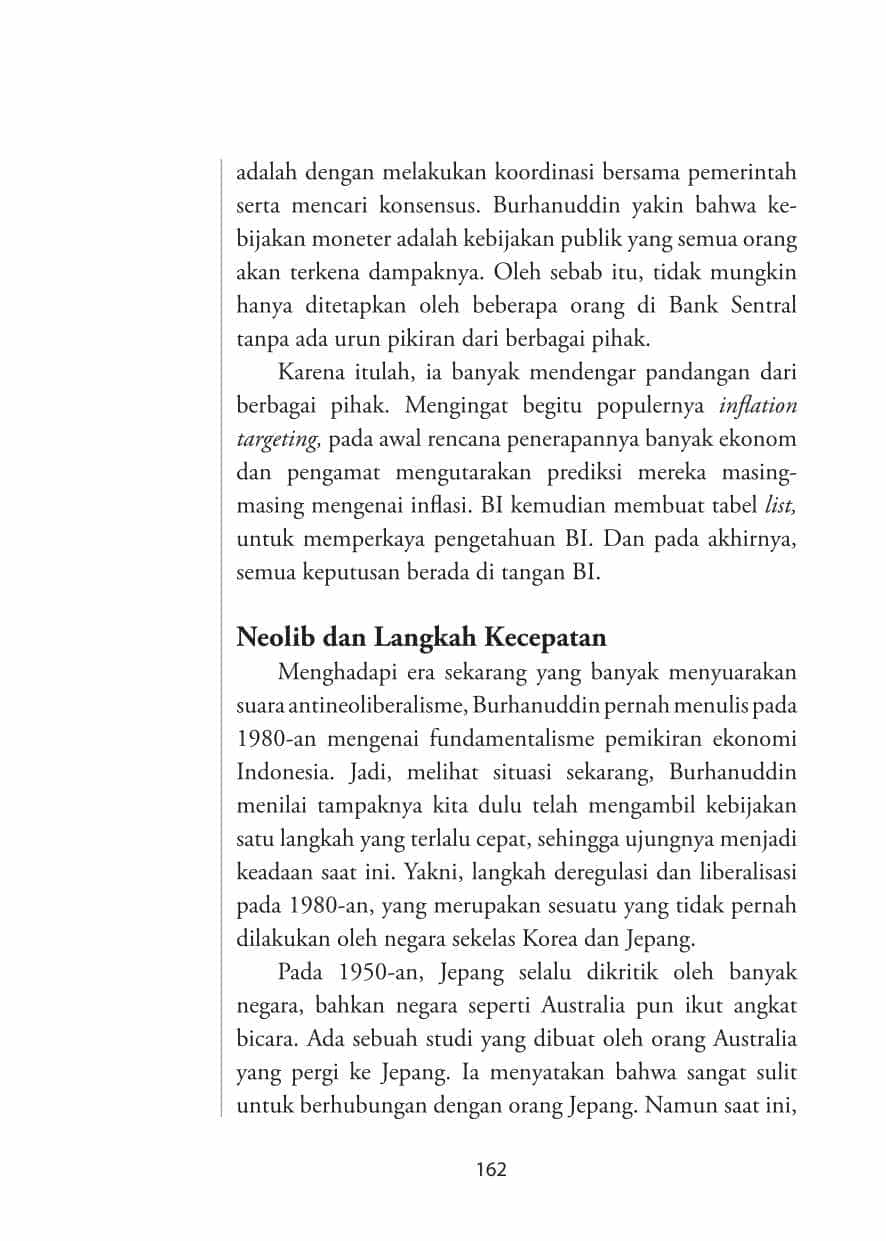 adalah dengan melakukan koordinasi bersama pemerintah
serta mencari konsensus. Burhanuddin yakin bahwa ke-
bijakan moneter adalah kebijakan publik yang semua orang
akan terkena dampaknya. Oleh sebab itu, tidak mungkin
hanya ditetapkan oleh beberapa orang di Bank Sentral
tanpa ada urun pikiran dari berbagai pihak.
Karena itulah, ia banyak mendengar pandangan dari
berbagai pihak. Mengingat begitu populernya inflation
targeting, pada awal rencana penerapannya banyak ekonom
dan pengamat mengutarakan prediksi mereka masing-
masing mengenai inflasi. BI kemudian membuat tabel list,
untuk memperkaya pengetahuan BI. Dan pada akhirnya,
semua keputusan berada di tangan BI.
Neolib dan Langkah Kecepatan
Menghadapi era sekarang yang banyak menyuarakan
suara antineoliberalisme, Burhanuddin pernah menulis pada
1980-an mengenai fundamentalisme pemikiran ekonomi
Indonesia. Jadi, melihat situasi sekarang, Burhanuddin
menilai tampaknya kita dulu telah mengambil kebijakan
satu langkah yang terlalu cepat, sehingga ujungnya menjadi
keadaan saat ini. Yakni, langkah deregulasi dan liberalisasi
pada 1980-an, yang merupakan sesuatu yang tidak pernah
dilakukan oleh negara sekelas Korea dan Jepang.
Pada 1950-an, Jepang selalu dikritik oleh banyak
negara, bahkan negara seperti Australia pun ikut angkat
bicara. Ada sebuah studi yang dibuat oleh orang Australia
yang pergi ke Jepang. Ia menyatakan bahwa sangat sulit
untuk berhubungan dengan orang Jepang. Namun saat ini,
162